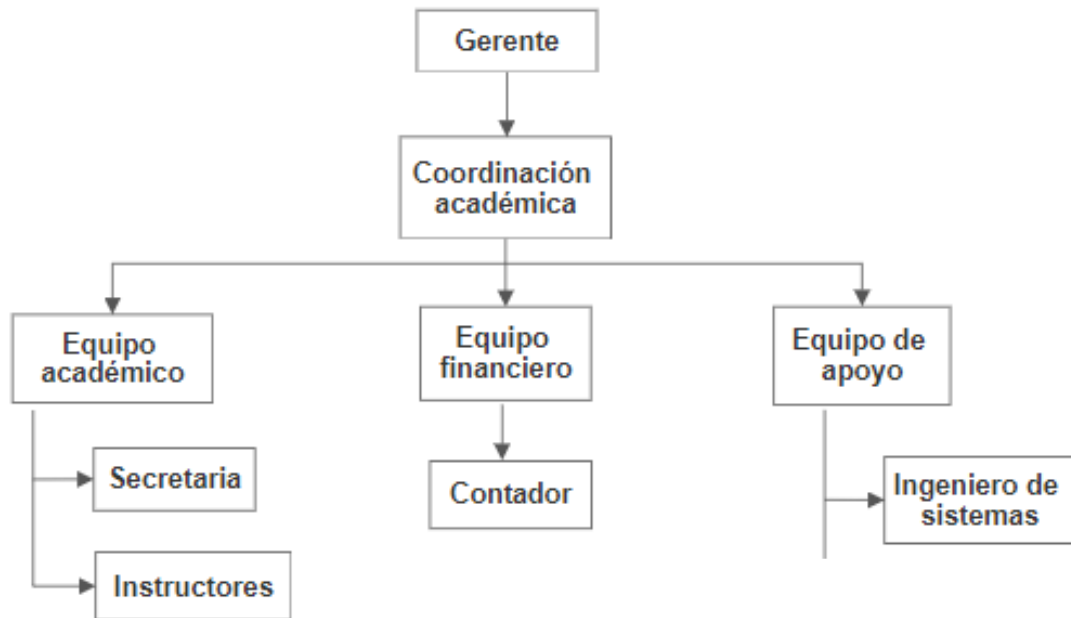 Gerente
Coordinación
académica
Equipo
académico
Equipo
financiero
Equipo de
apoyo
Secretaria
Contador
Ingeniero de
sistemas
Instructores